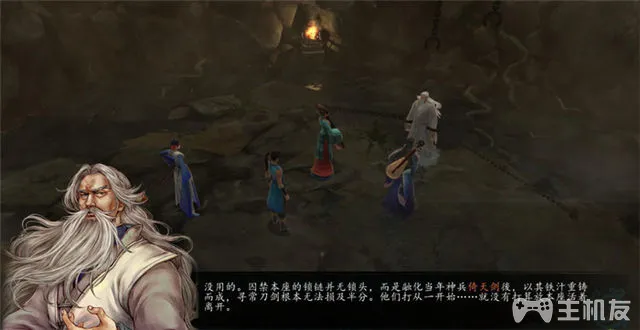 没用的。囚禁本座的锁链并无锁头，而是融化当年神兵倚天剑後，以其铁汁重铸
而成，寻常刀剑根本无法损及半分。他们打从一开始……就没有打算放本座活着
离开。
主机友